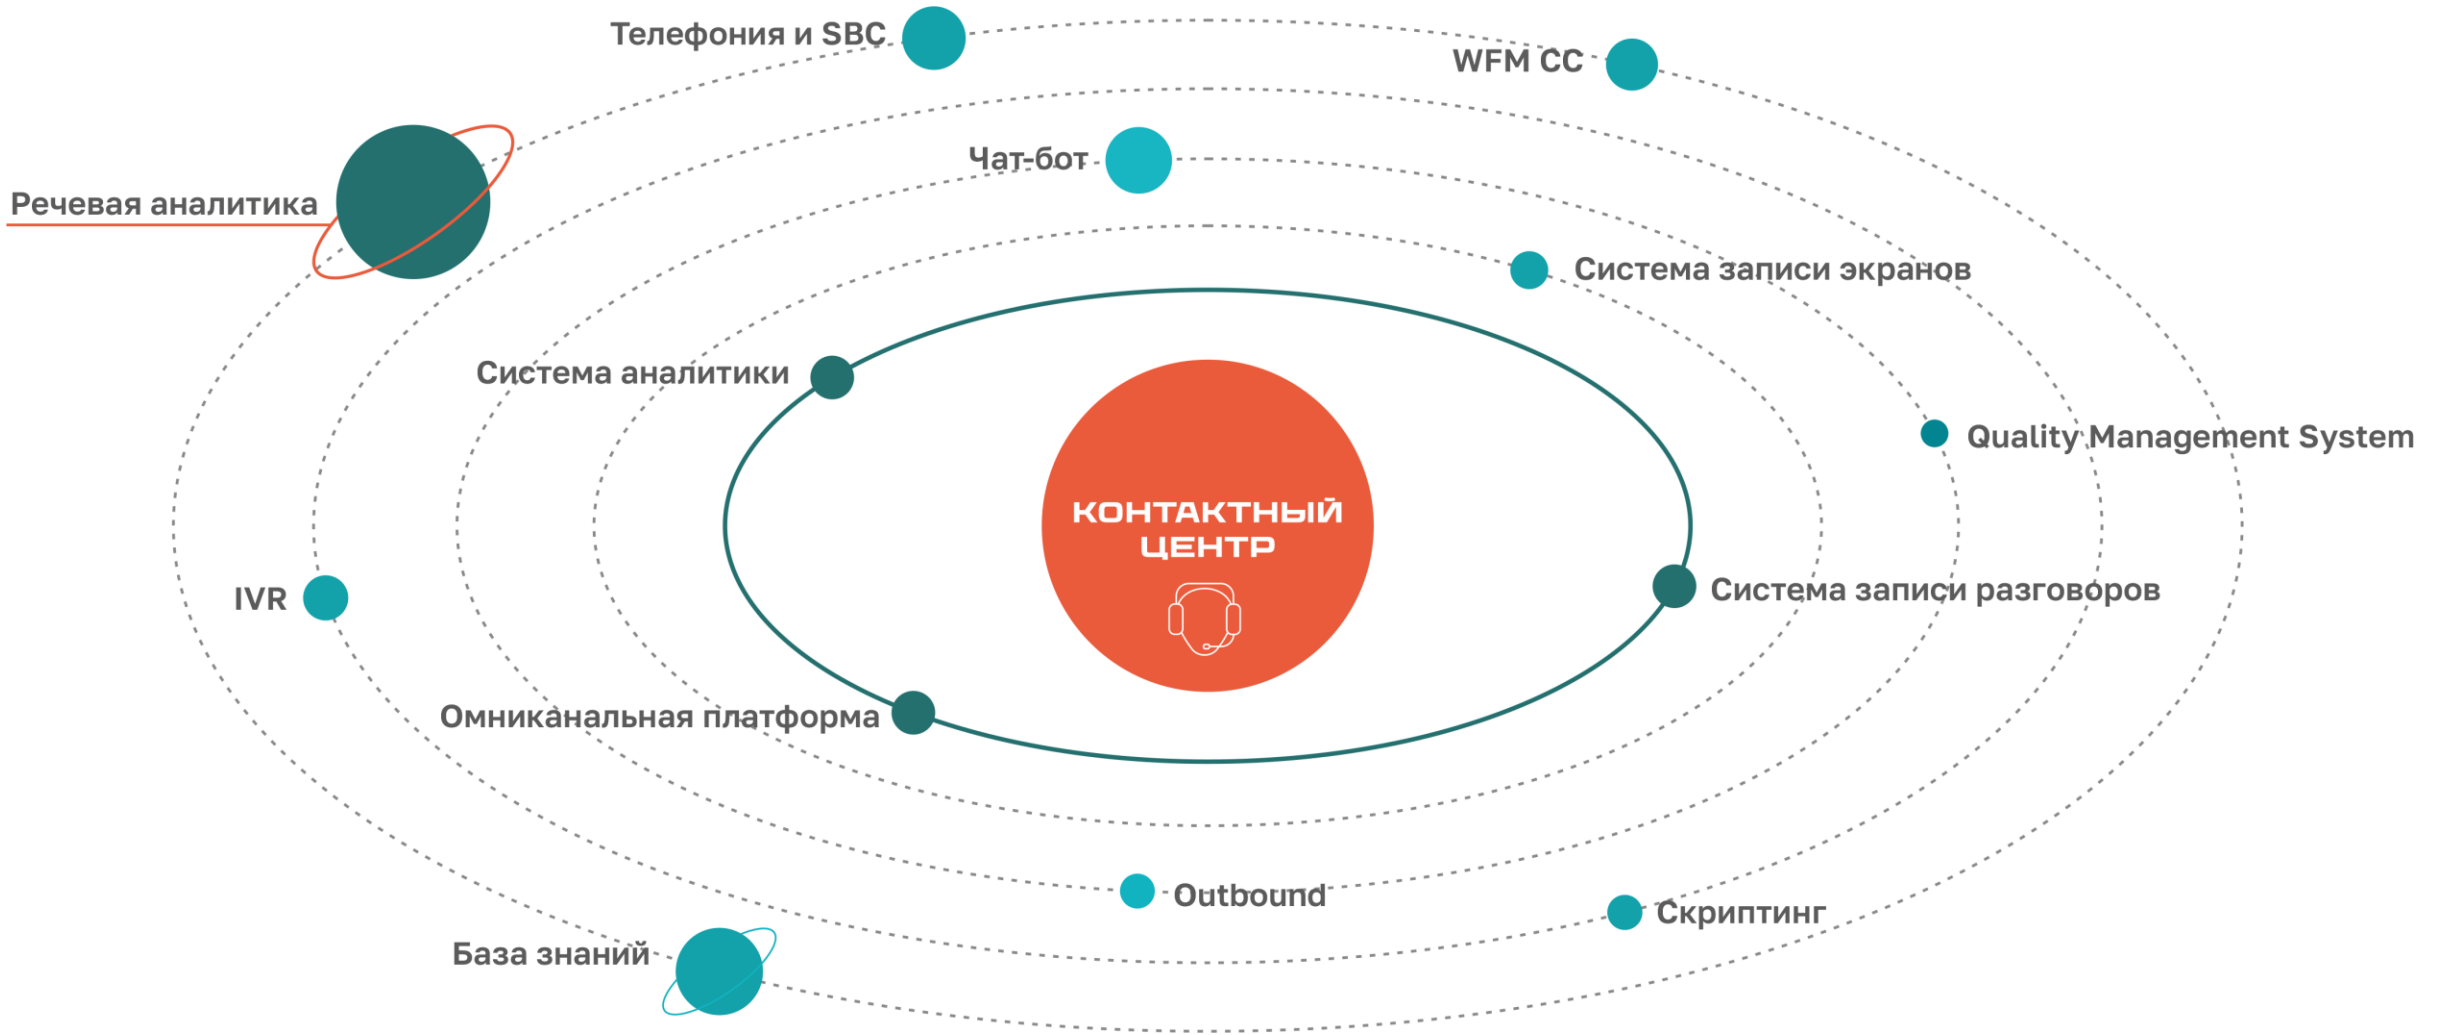 Телефония и SBC
WFM CC
Чат-бот
Речевая аналитика
Система записи экранов
Система аналитики
Quality Management System
КОНТАКТНЫЙ
ЦЕНТР
Система записи разговоров
IVR
Омниканальная платформа
Outbound
Скриптинг
База знаний